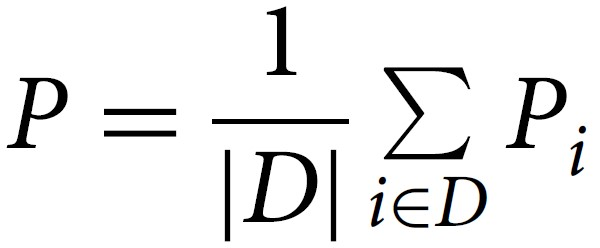 P = \frac{1}{|D|} \sum_{i \in D} P_i